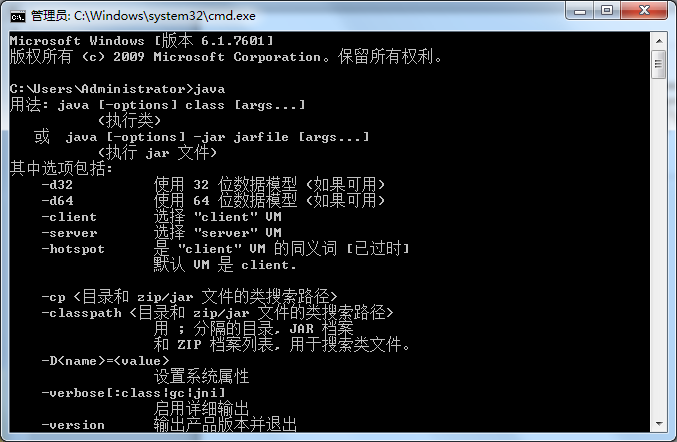 管理员: C:\Windows\system32\cmd.exe
Microsoft Windows [版本 6.1.7601]
版权所有 (c) 2009 Microsoft Corporation。保留所有权利。
C:\Users\Administrator>java
用法: java [-options] class [args...]
(执行类)
或 java [-options] -jar jarfile [args...]
(执行 jar 文件)
其中选项包括:
-d32 使用 32 位数据模型 (如果可用)
-d64 使用 64 位数据模型 (如果可用)
-client 选择 "client" VM
-server 选择 "server" VM
-hotspot 是 "client" VM 的同义词 [已过时]
默认 VM 是 client.
-cp <目录和 zip/jar 文件的类搜索路径>
-classpath <目录和 zip/jar 文件的类搜索路径>
用 ; 分隔的目录, JAR 档案
和 ZIP 档案列表, 用于搜索类文件。
-D<name>=<value>
设置系统属性
-verbose[:class|gc|jni]
启用详细输出
-version 输出产品版本并退出